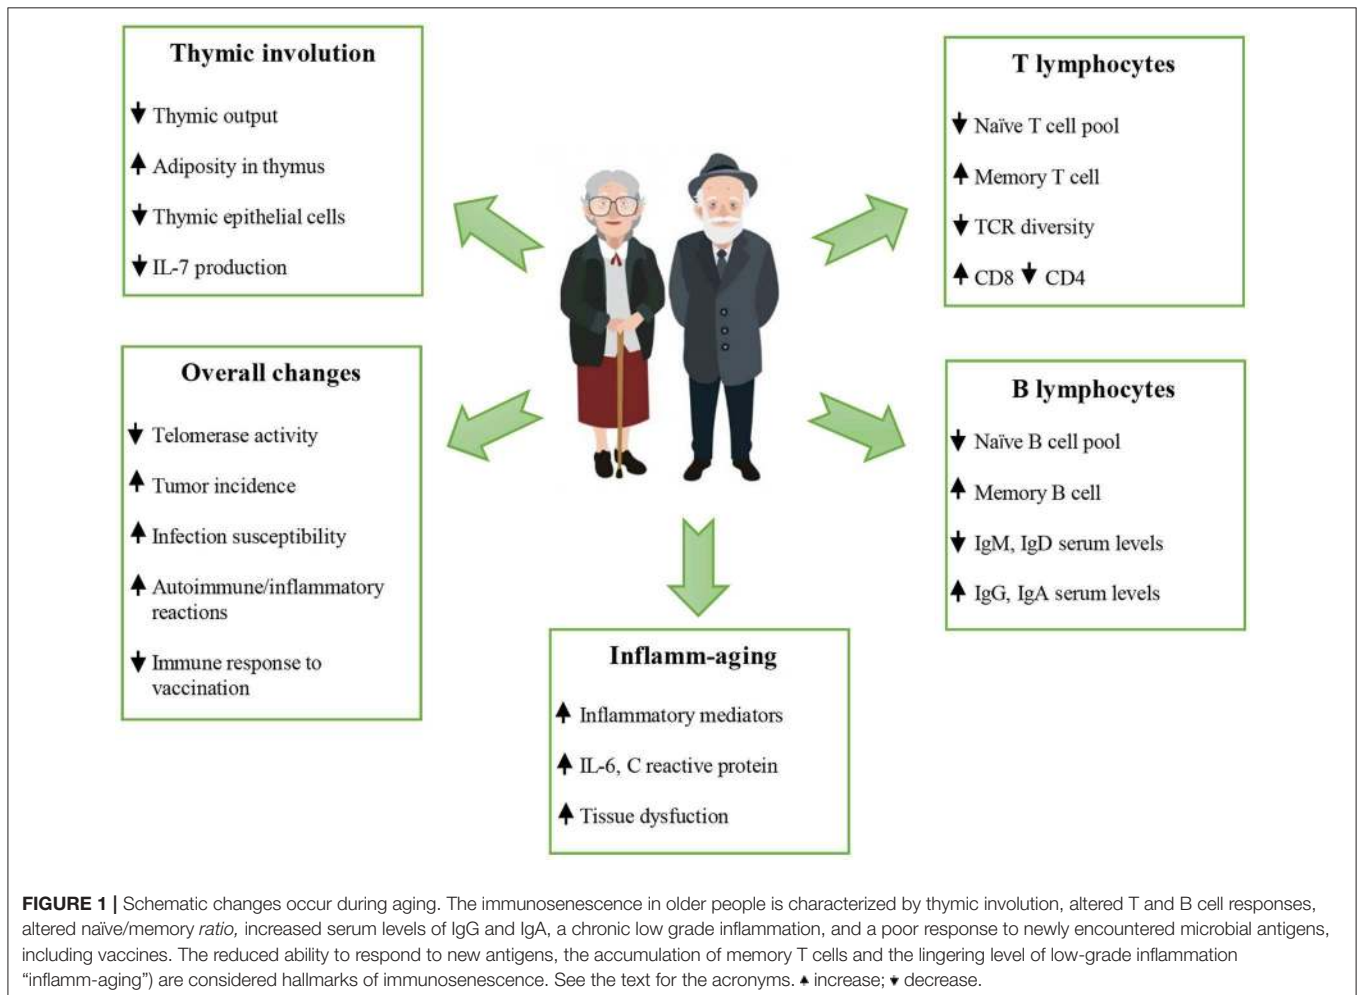 Thymic involution
Thymic output
Adiposity in thymus
Thymic epithelial cells
IL-7 production
T lymphocytes
Naïve T cell pool
Memory T cell
TCR diversity
CD8 CD4
Overall changes
Telomerase activity
Tumor incidence
Infection susceptibility
Autoimmune/inflammatory
reactions
Immune response to
vaccination
B lymphocytes
Naïve B cell pool
Memory B cell
IgM, IgD serum levels
IgG, IgA serum levels
Inflamm-aging
Inflammatory mediators
IL-6, C reactive protein
Tissue dysfuction
FIGURE 1 | Schematic changes occur during aging. The immunosenescence in older people is characterized by thymic involution, altered T and B cell responses,
altered naïve/memory ratio, increased serum levels of IgG and IgA, a chronic low grade inflammation, and a poor response to newly encountered microbial antigens,
including vaccines. The reduced ability to respond to new antigens, the accumulation of memory T cells and the lingering level of low-grade inflammation
“inflamm-aging”) are considered hallmarks of immunosenescence. See the text for the acronyms. ♠ increase; ♦ decrease.